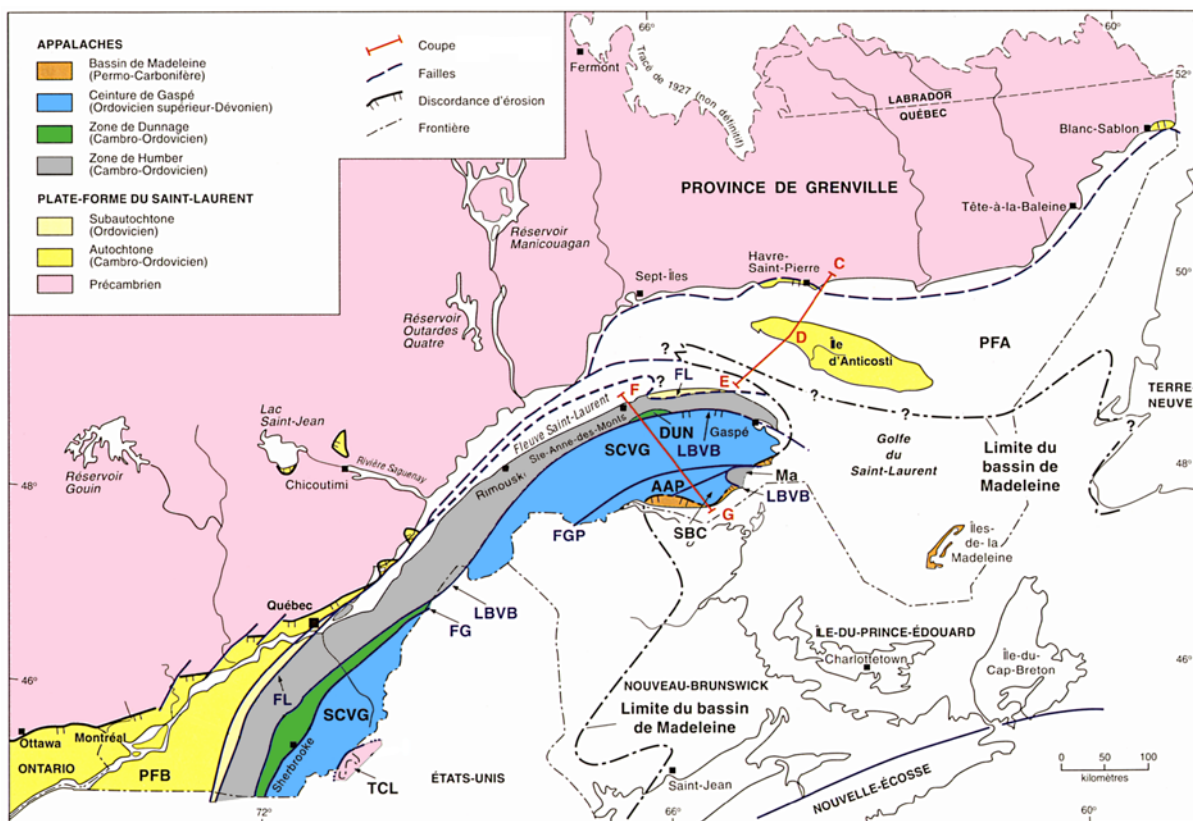 APPALACHES
Bassin de Madeleine
(Permo-Carbonifère)
Ceinture de Gaspé
(Ordovicien supérieur-Dévonien)
Zone de Dunnage
(Cambro-Ordovicien)
Zone de Humber
(Cambro-Ordovicien)
PLATE-FORME DU SAINT-LAURENT
Subautochtone
(Ordovicien)
Autochtone
(Cambro-Ordovicien)
Précambrien
Coupe
Failles
Discordance d'érosion
Frontière
66°
60°
52°
Fermont
Tracé de 1927 (non définitif)
LABRADOR
QUÉBEC
Blanc-Sablon
PROVINCE DE GRENVILLE
Tête-à-la-Baleine
Réservoir
Manicouagan
Havre-
Saint-Pierre
C
50°
Sept-Îles
Réservoir
Outardes
Quatre
D
Île
d'Anticosti
PFA
?
?
?
?
?
?
FL
E
F
TERRE
NEUVE
Fleuve Saint-Laurent
Ste-Anne-des-Monts
DUN
Gaspé
LBVB
SCVG
Golfe
du
Saint-Laurent
Limite du
bassin de
Madeleine
Lac
Saint-Jean
Rivière Saguenay
Chicoutimi
Réservoir
Gouin
48°
48°
Rimouski
AAP
Ma
LBVB
G
SBC
FGP
Îles-
de- la
Madeleine
Québec
LBVB
FG
ÎLE-DU-PRINCE-ÉDOUARD
Charlottetown
Île-du-
Cap-Breton
46°
46°
FL
SCVG
NOUVEAU-BRUNSWICK
Limite du bassin
de Madeleine
Ottawa
Montréal
ONTARIO
PFB
Sherbrooke
TCL
ÉTATS-UNIS
Saint-Jean
NOUVELLE-ÉCOSSE
0
100
kilomètres
72°
66°
60°